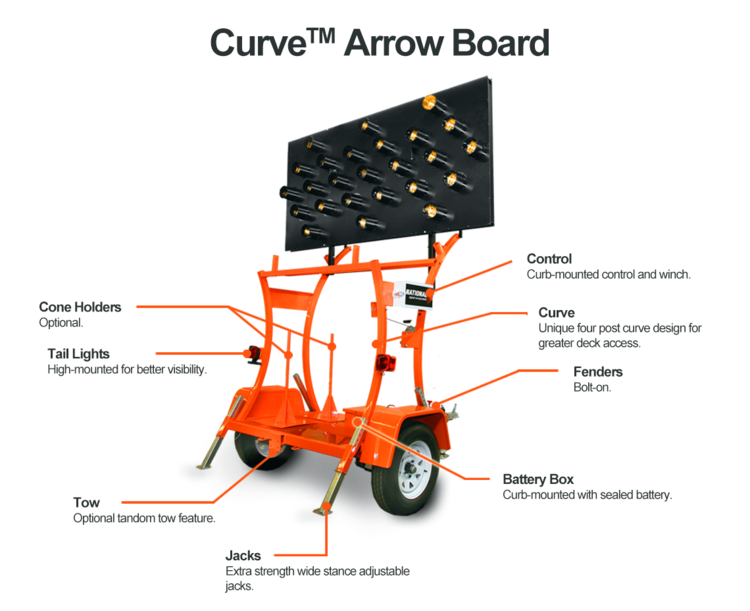 Curve™ Arrow Board
Control
Curb-mounted control and winch.
Cone Holders
Optional.
Curve
Unique four post curve design for
greater deck access.
Tail Lights
High-mounted for better visibility.
Fenders
Bolt-on.
NATIONAL
Battery Box
Curb-mounted with sealed battery.
Tow
Optional tandom tow feature.
Jacks
Extra strength wide stance adjustable
jacks.